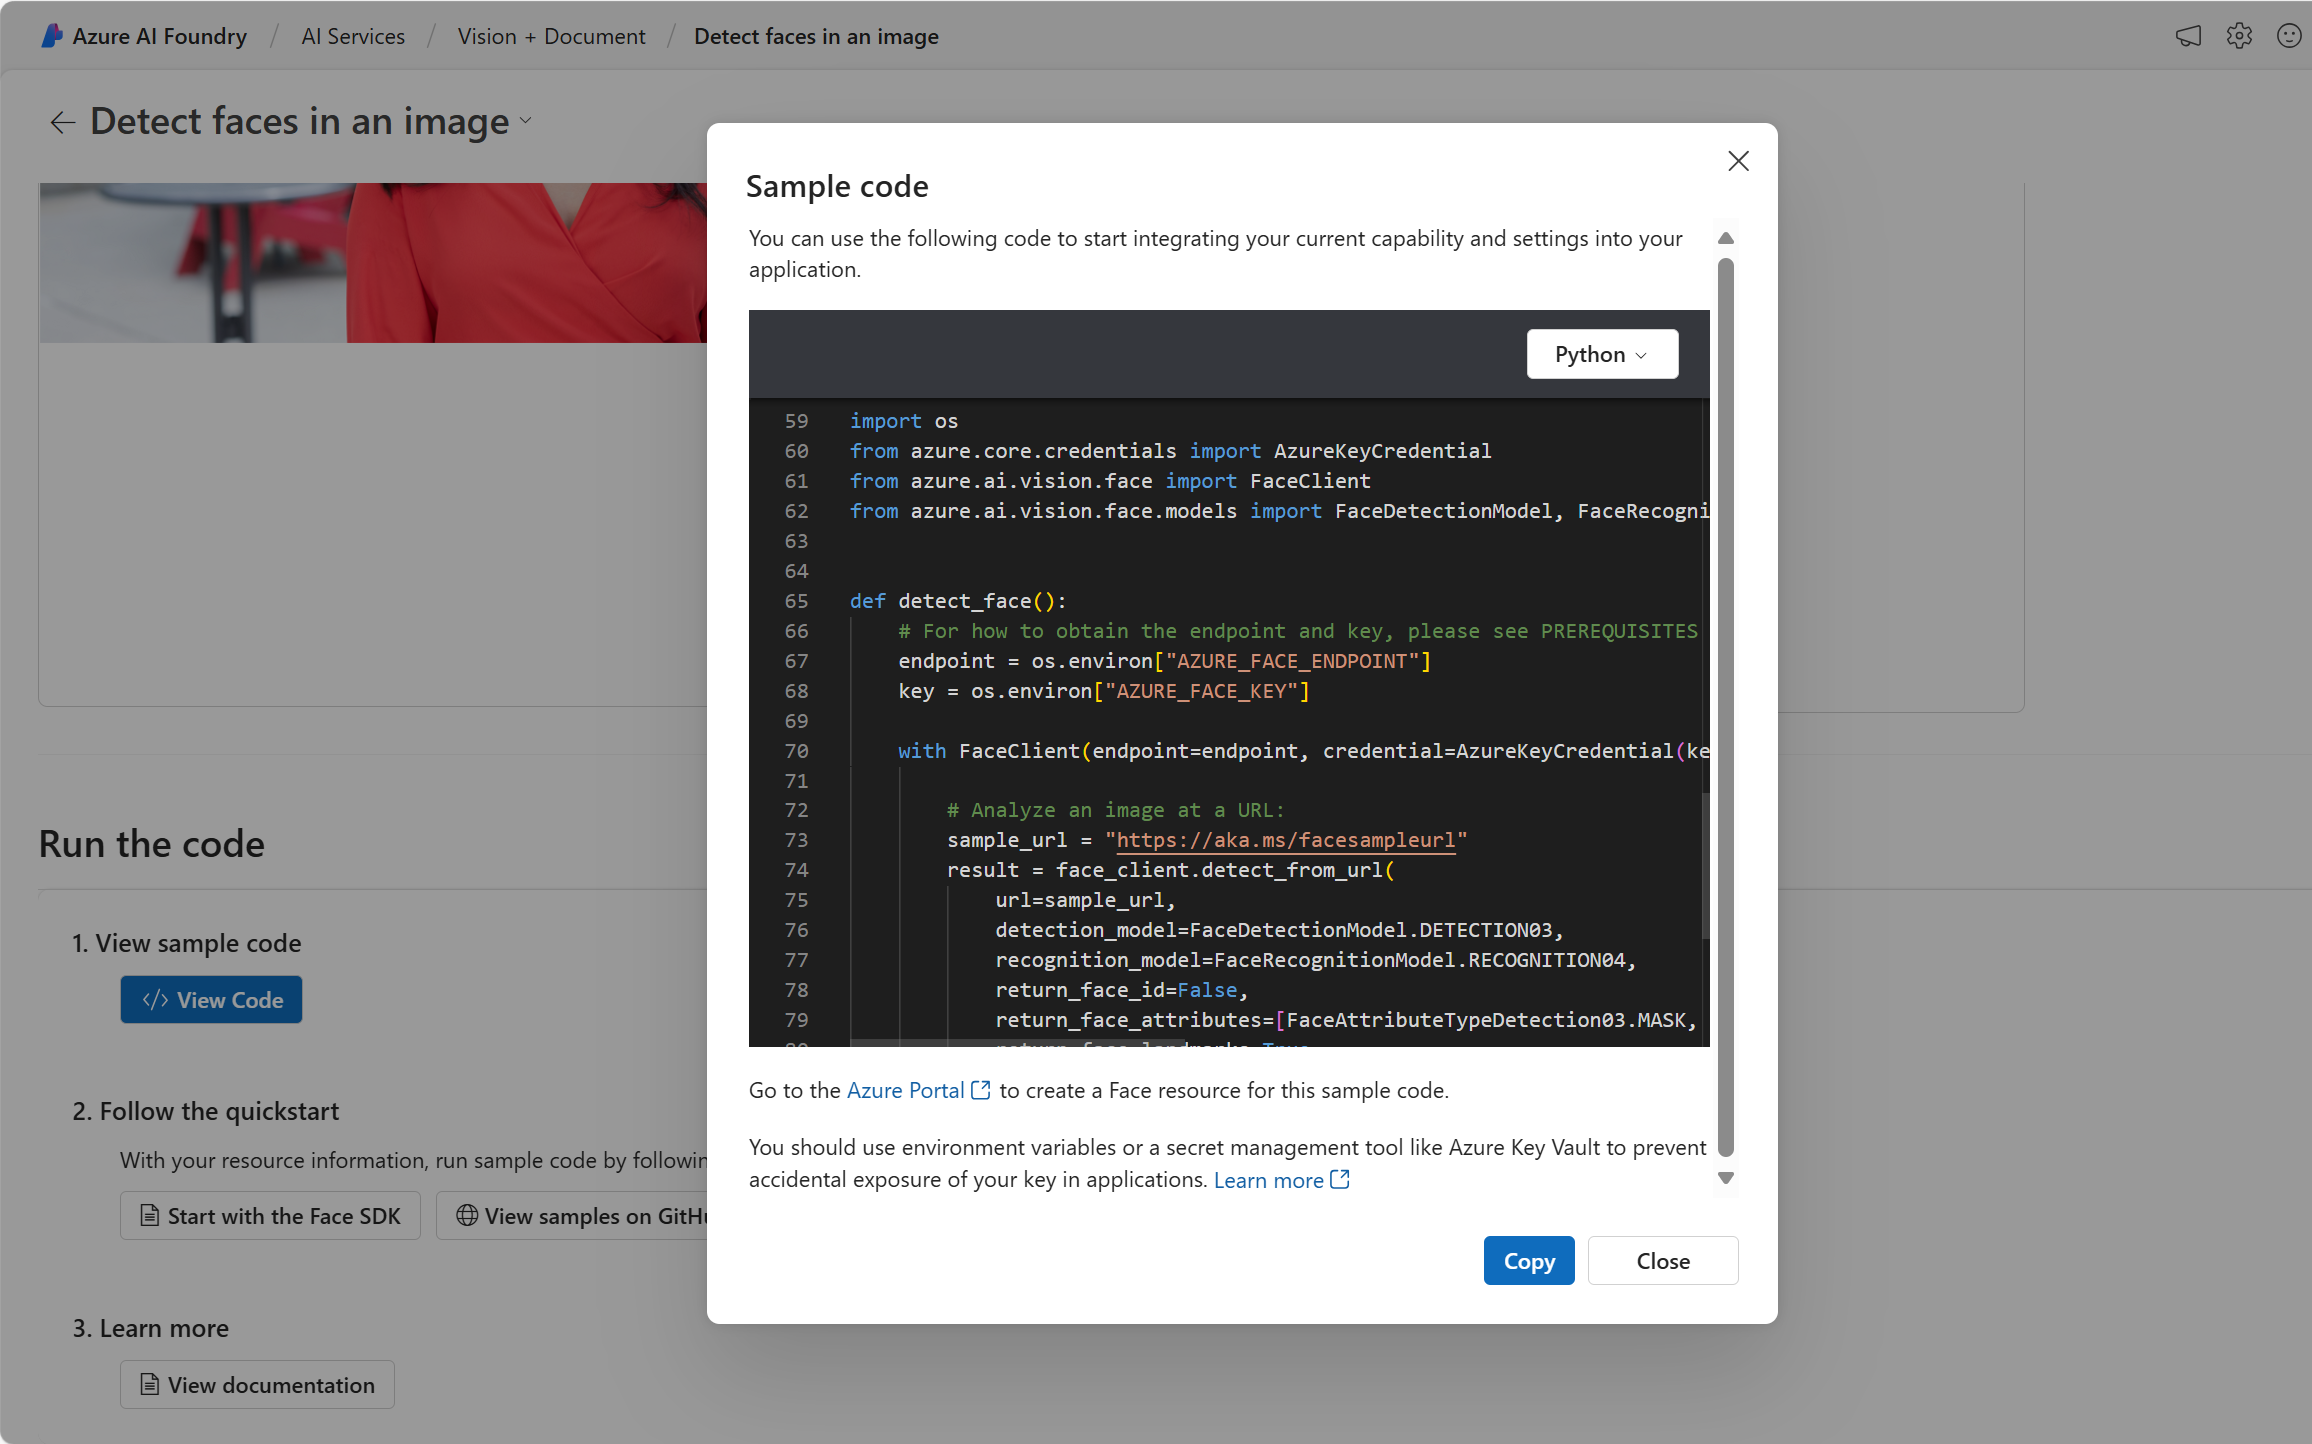 Azure AI Foundry / AI Services / Vision + Document / Detect faces in an image
Detect faces in an image
Sample code
You can use the following code to start integrating your current capability and settings into your
application.
Python
59 import os
60 from azure.core.credentials import AzureKeyCredential
61 from azure.ai.vision.face import FaceClient
62 from azure.ai.vision.face.models import FaceDetectionModel, FaceRecogni
63
64
65 def detect_face():
66 # For how to obtain the endpoint and key, please see PREREQUISITES
67 endpoint = os.environ["AZURE_FACE_ENDPOINT"]
68 key = os.environ["AZURE_FACE_KEY"]
69
70 with FaceClient(endpoint=endpoint, credential=AzureKeyCredential(ke
71
72 # Analyze an image at a URL:
73 sample_url = "https://aka.ms/facesampleurl"
74 result = face_client.detect_from_url(
75 url=sample_url,
76 detection_model=FaceDetectionModel.DETECTION03,
77 recognition_model=FaceRecognitionModel.RECOGNITION04,
78 return_face_id=False,
79 return_face_attributes=[FaceAttributeTypeDetection03.MASK,
Go to the Azure Portal to create a Face resource for this sample code.
You should use environment variables or a secret management tool like Azure Key Vault to prevent
accidental exposure of your key in applications. Learn more
Copy Close
Run the code
1. View sample code
</> View Code
2. Follow the quickstart
With your resource information, run sample code by followin
Start with the Face SDK View samples on GitHu
3. Learn more
View documentation